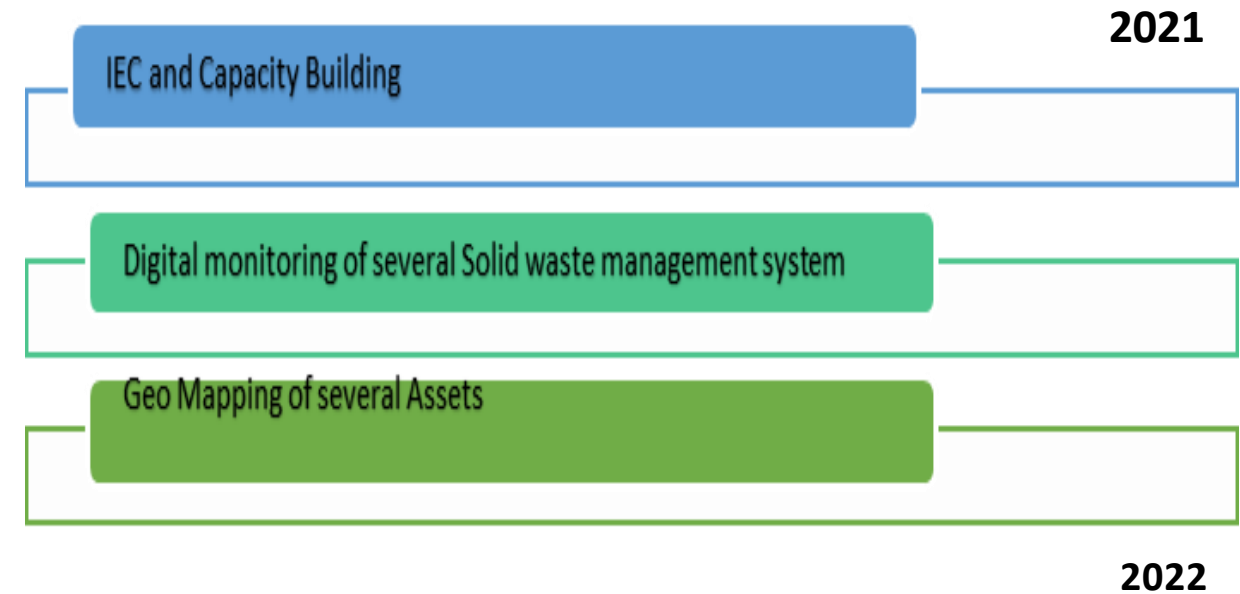 2021
IEC and Capacity Building
Digital monitoring of several Solid waste management system
Geo Mapping of several Assets
2022